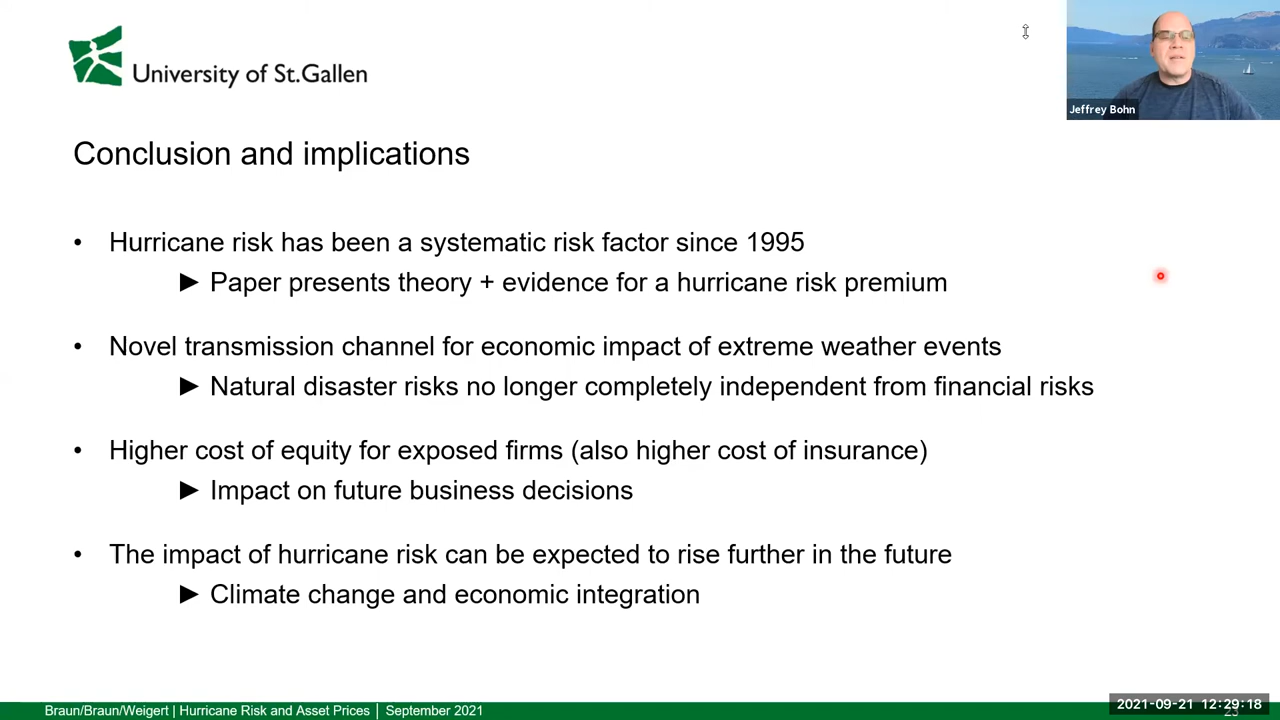 University of St.Gallen
Jeffrey Bohn
Conclusion and implications
• Hurricane risk has been a systematic risk factor since 1995
► Paper presents theory + evidence for a hurricane risk premium
• Novel transmission channel for economic impact of extreme weather events
► Natural disaster risks no longer completely independent from financial risks
• Higher cost of equity for exposed firms (also higher cost of insurance)
► Impact on future business decisions
• The impact of hurricane risk can be expected to rise further in the future
► Climate change and economic integration
Braun/Braun/Weigert | Hurricane Risk and Asset Prices | September 2021
2021-09-21 12:29:18